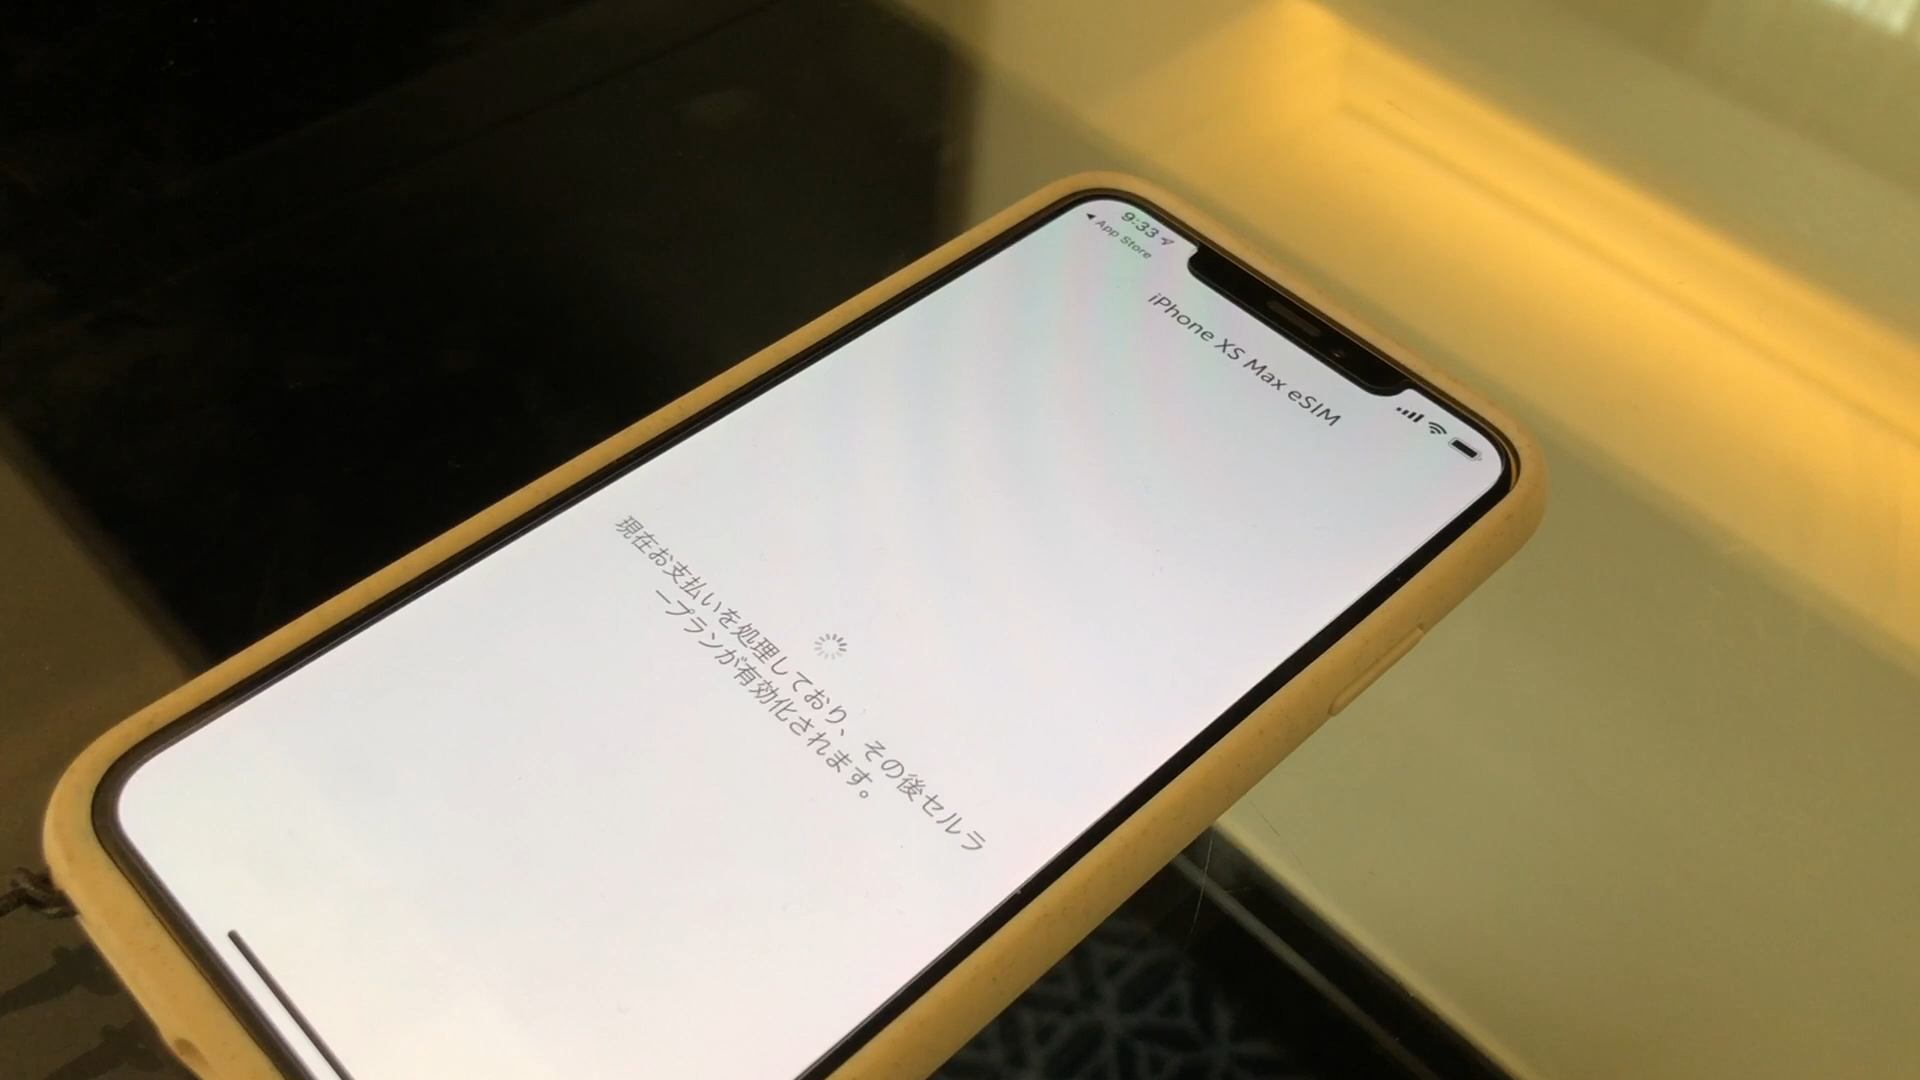 9:33
◀ App Store
iPhone XS Max eSIM
現在お支払いを処理しており、その後セルラ
ープランが有効化されます。